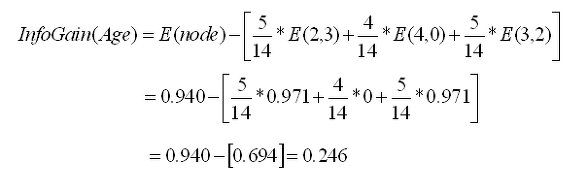 InfoGain(Age) = E(node) − [ 5/14 * E(2,3) + 4/14 * E(4,0) + 5/14 * E(3,2) ]
= 0.940 − [ 5/14 * 0.971 + 4/14 * 0 + 5/14 * 0.971 ]
= 0.940 − [0.694] = 0.246